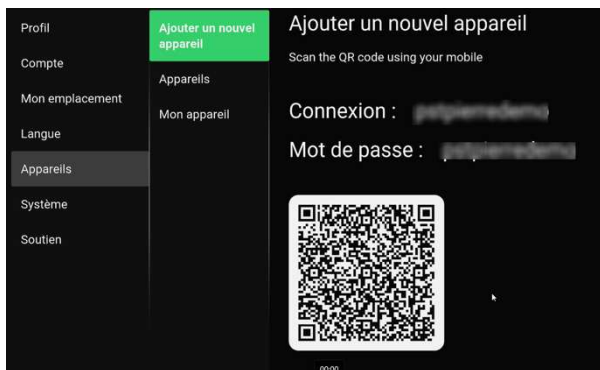 Profil
Compte
Mon emplacement
Langue
Appareils
Système
Soutien
Ajouter un nouvel
appareil
Appareils
Mon appareil
Ajouter un nouvel appareil
Scan the QR code using your mobile
Connexion :
Mot de passe :
00:00